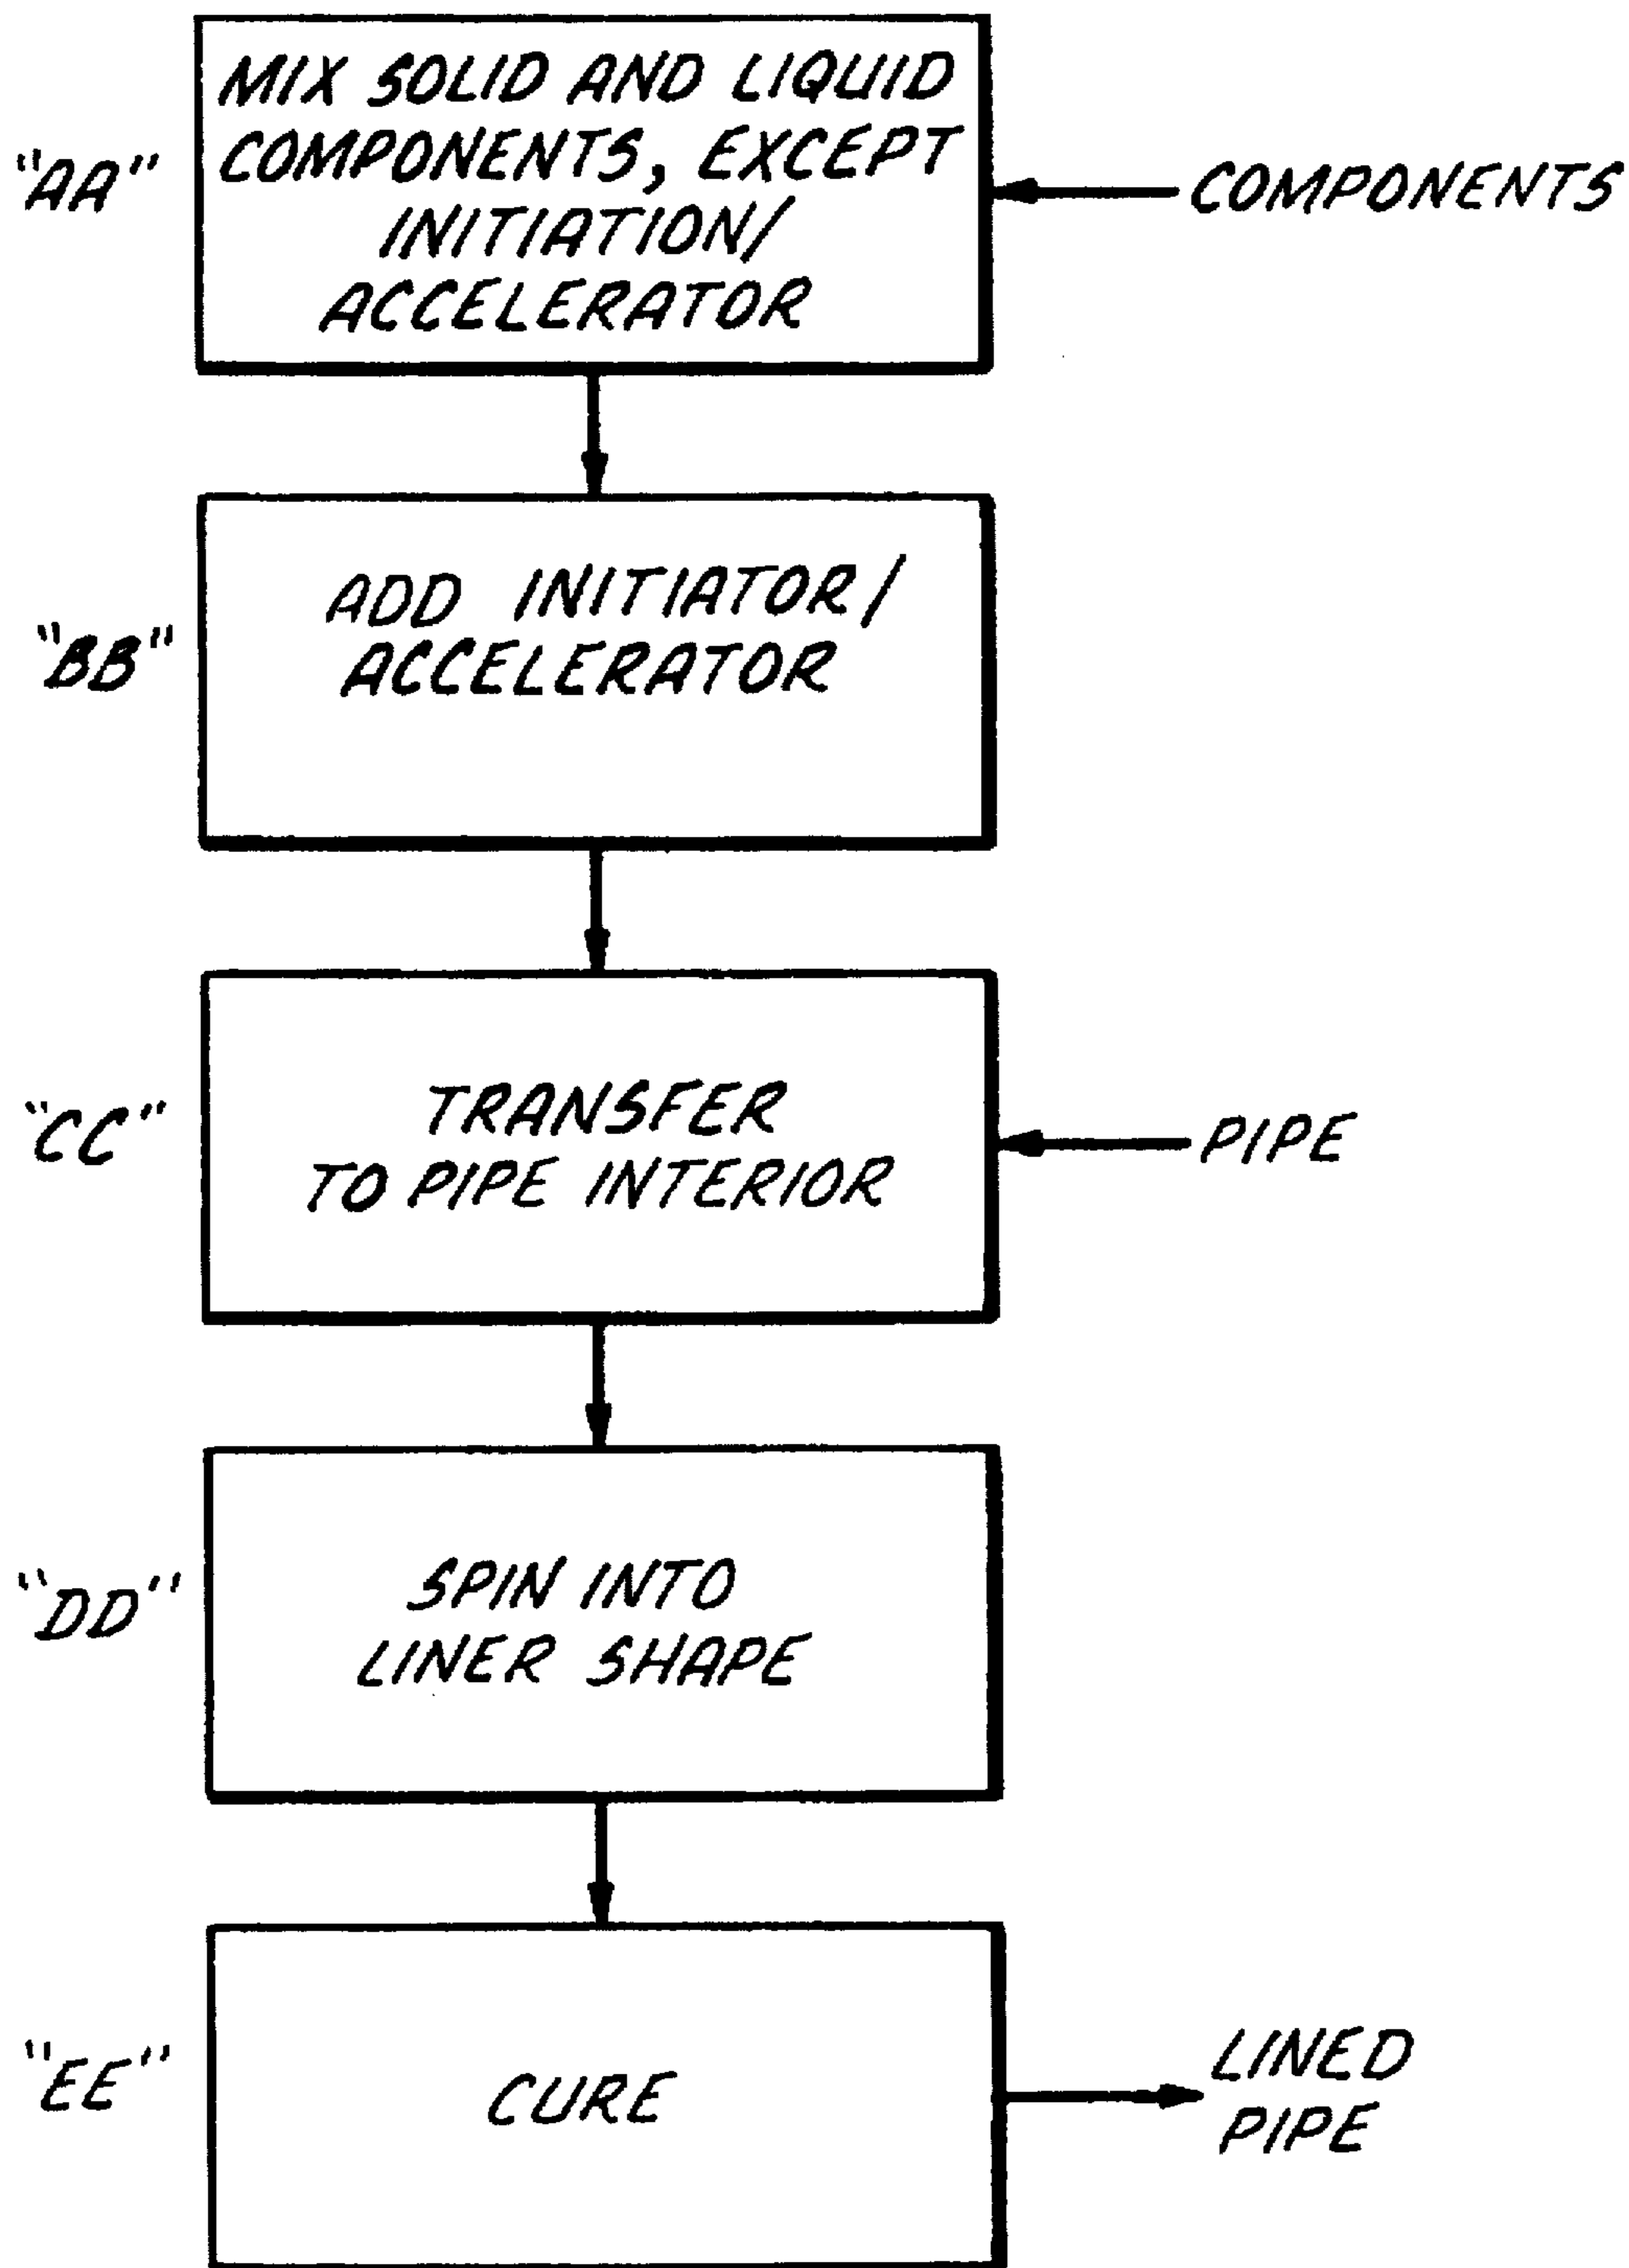 "AA"
MIX SOLID AND LIQUID
COMPONENTS, EXCEPT
INITIATION/
ACCELERATOR
COMPONENTS
"BB"
ADD INITIATOR/
ACCELERATOR
"CC"
TRANSFER
TO PIPE INTERIOR
PIPE
"DD"
SPIN INTO
LINER SHAPE
"EE"
CURE
LINED
PIPE